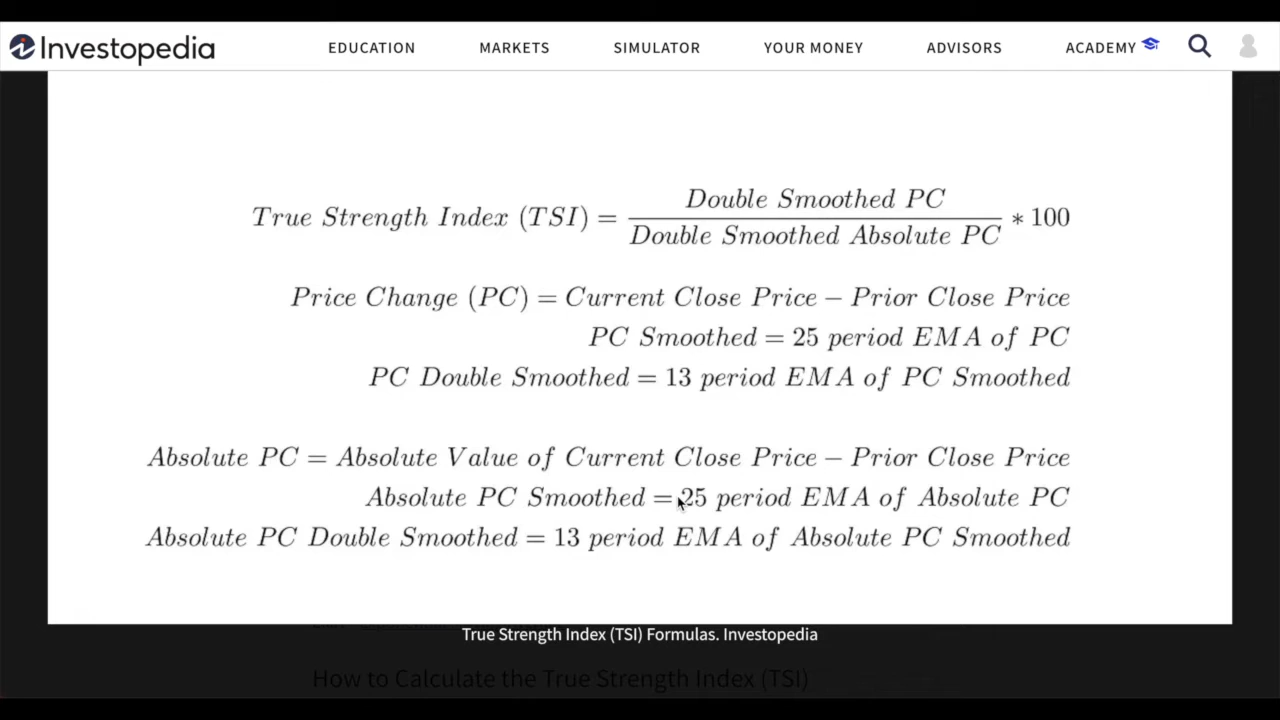 Investopedia
EDUCATION MARKETS SIMULATOR YOUR MONEY ADVISORS ACADEMY
True Strength Index (TSI) = Double Smoothed PC / Double Smoothed Absolute PC * 100
Price Change (PC) = Current Close Price − Prior Close Price
PC Smoothed = 25 period EMA of PC
PC Double Smoothed = 13 period EMA of PC Smoothed
Absolute PC = Absolute Value of Current Close Price − Prior Close Price
Absolute PC Smoothed = 25 period EMA of Absolute PC
Absolute PC Double Smoothed = 13 period EMA of Absolute PC Smoothed
True Strength Index (TSI) Formulas. Investopedia
How to Calculate the True Strength Index (TSI)